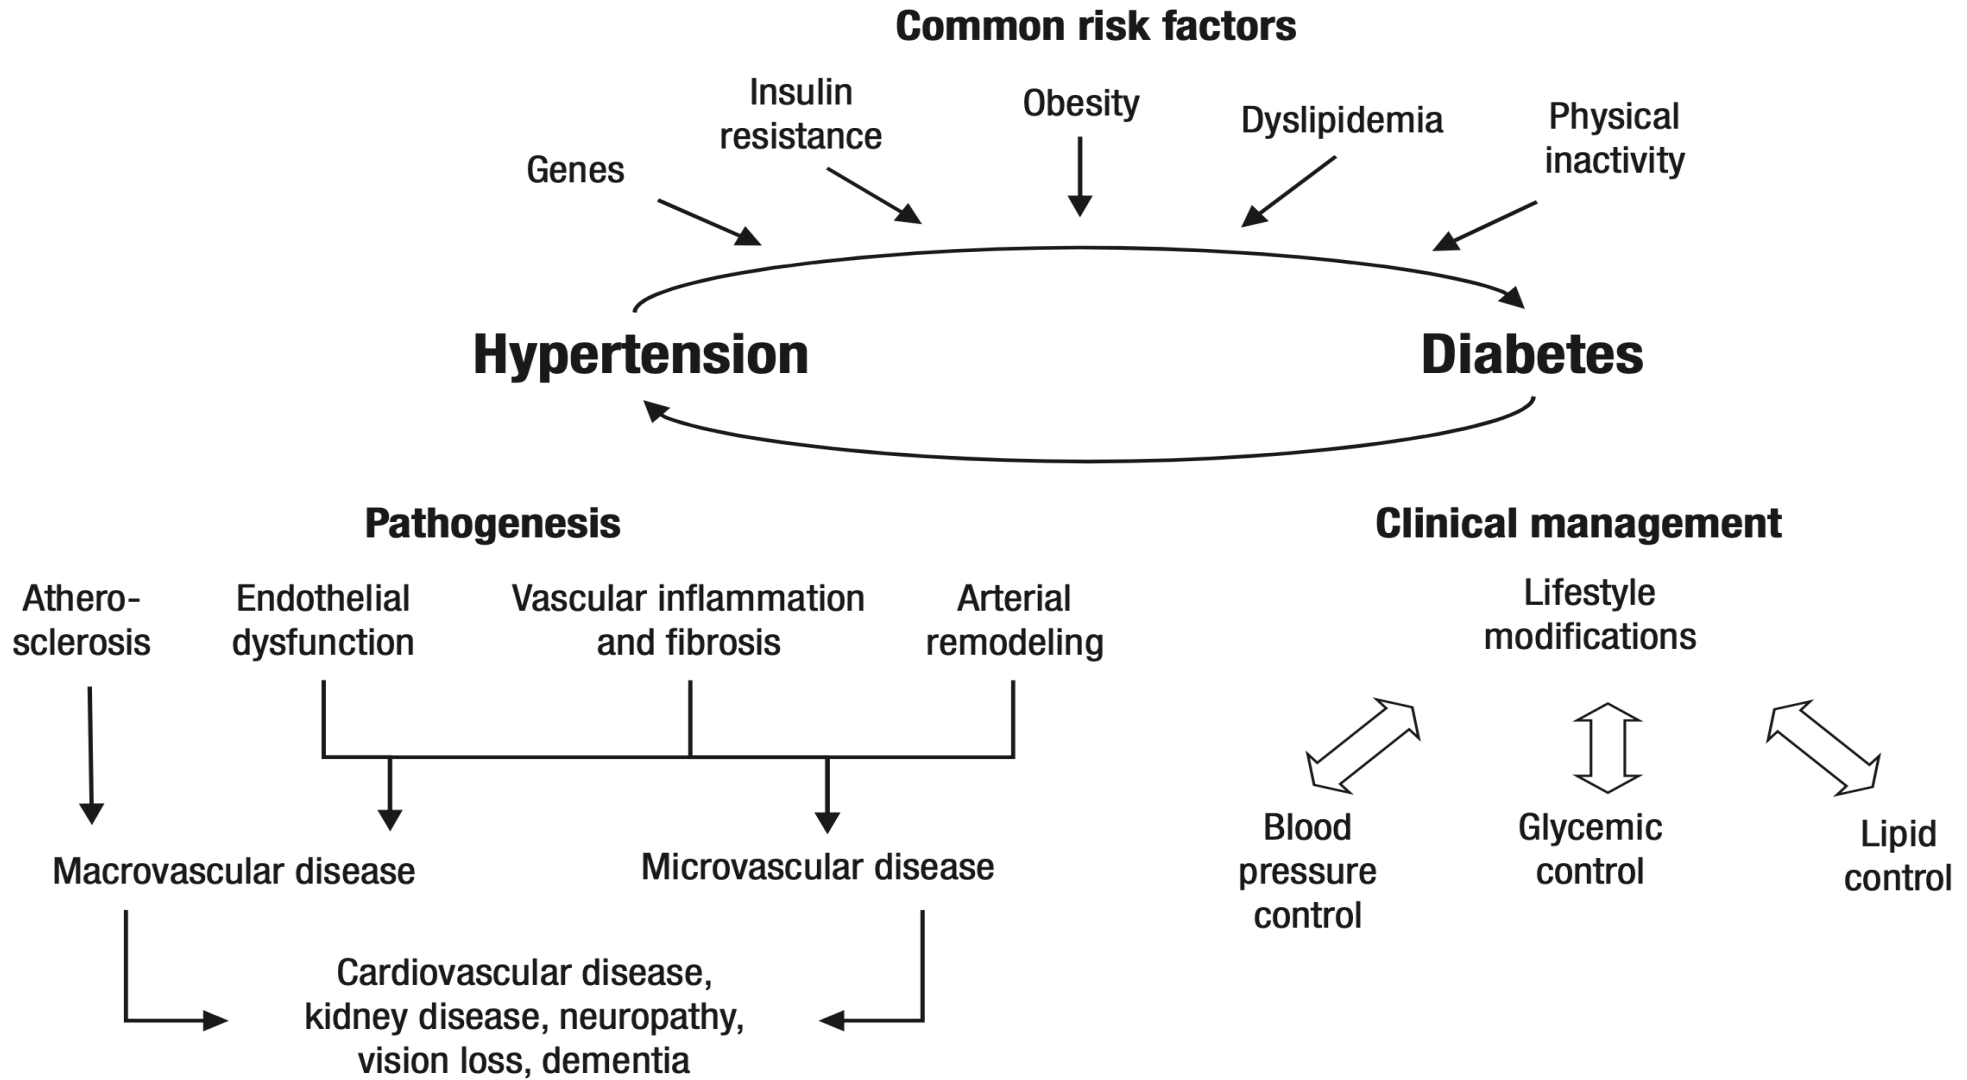 Common risk factors
Genes
Insulin
resistance
Obesity
Dyslipidemia
Physical
inactivity
Hypertension
Diabetes
Pathogenesis
Athero-
sclerosis
Endothelial
dysfunction
Vascular inflammation
and fibrosis
Arterial
remodeling
Macrovascular disease
Microvascular disease
Cardiovascular disease,
kidney disease, neuropathy,
vision loss, dementia
Clinical management
Lifestyle
modifications
Blood
pressure
control
Glycemic
control
Lipid
control